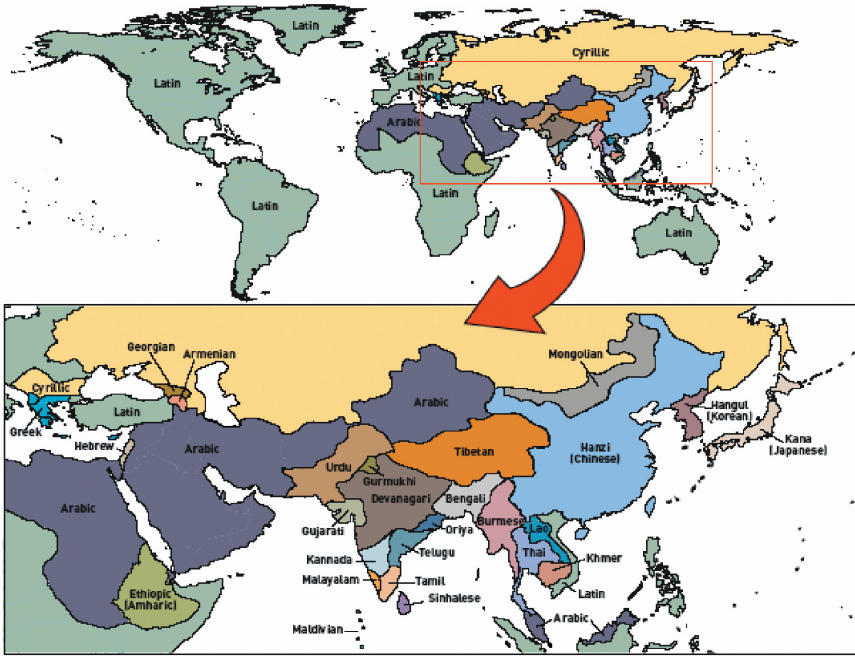 Latin
Cyrillic
Latin
Latin
Arabic
Latin
Latin
Latin
Georgian
Armenian
Mongolian
Cyrillic
Arabic
Latin
Hangul
(Korean)
Greek
Kana
(Japanese)
Hebrew
Arabic
Tibetan
Hanzi
(Chinese)
Urdu
Gurmukhi
Devanagari
Bengali
Arabic
Gujarati
Oriya
Burmese
Lao
Telugu
Thai
Kannada
Khmer
Malayalam
Tamil
Ethiopic
(Amharic)
Sinhalese
Latin
Arabic
Maldivian